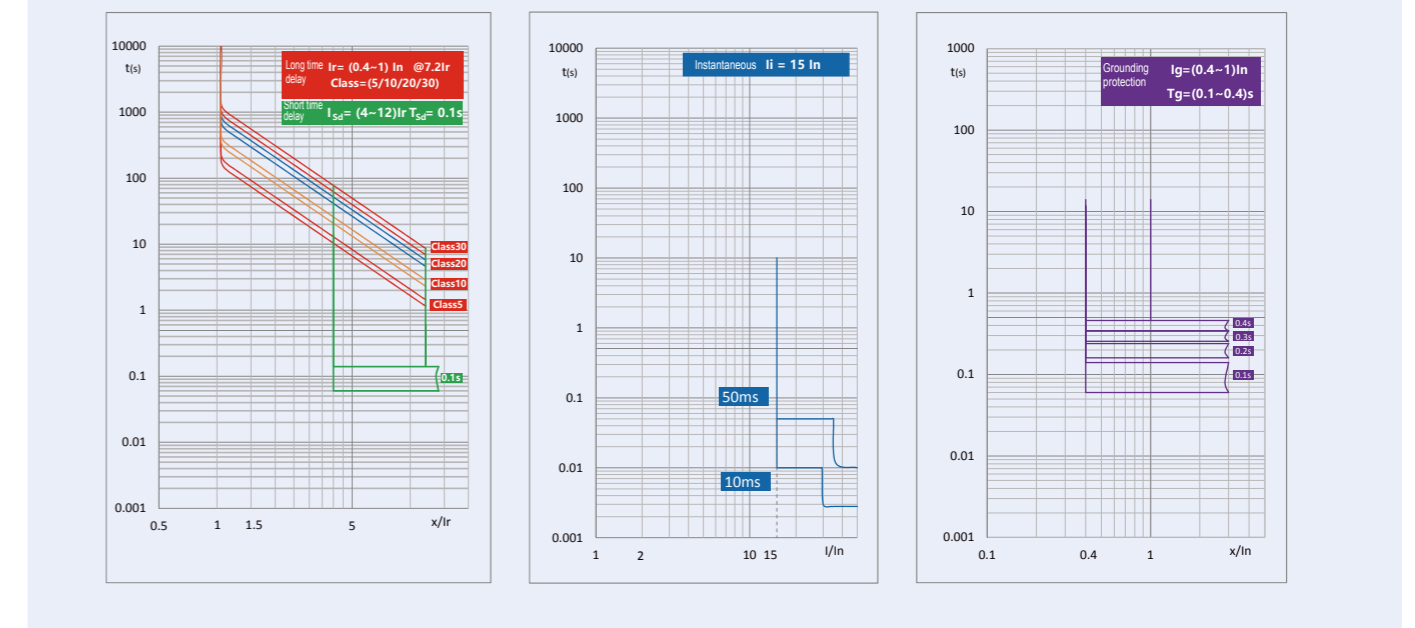 10000
t(s)
1000
100
10
1
0.1
0.01
0.001
0.5 1 1.5 5 x/Ir
Long time delay Ir= (0.4~1) In @7.2Ir
Class=(5/10/20/30)
Short time delay ISd= (4~12)Ir TSd= 0.1s
Class30
Class20
Class10
Class5
0.1s
10000
t(s)
1000
100
10
1
0.1
0.01
0.001
1 2 10 15 I/In
Instantaneous Ii = 15 In
50ms
10ms
1000
t(s)
100
10
1
0.1
0.01
0.001
0.1 0.4 1 x/In
Grounding protection Ig=(0.4~1)In
Tg=(0.1~0.4)s
0.4s
0.3s
0.2s
0.1s